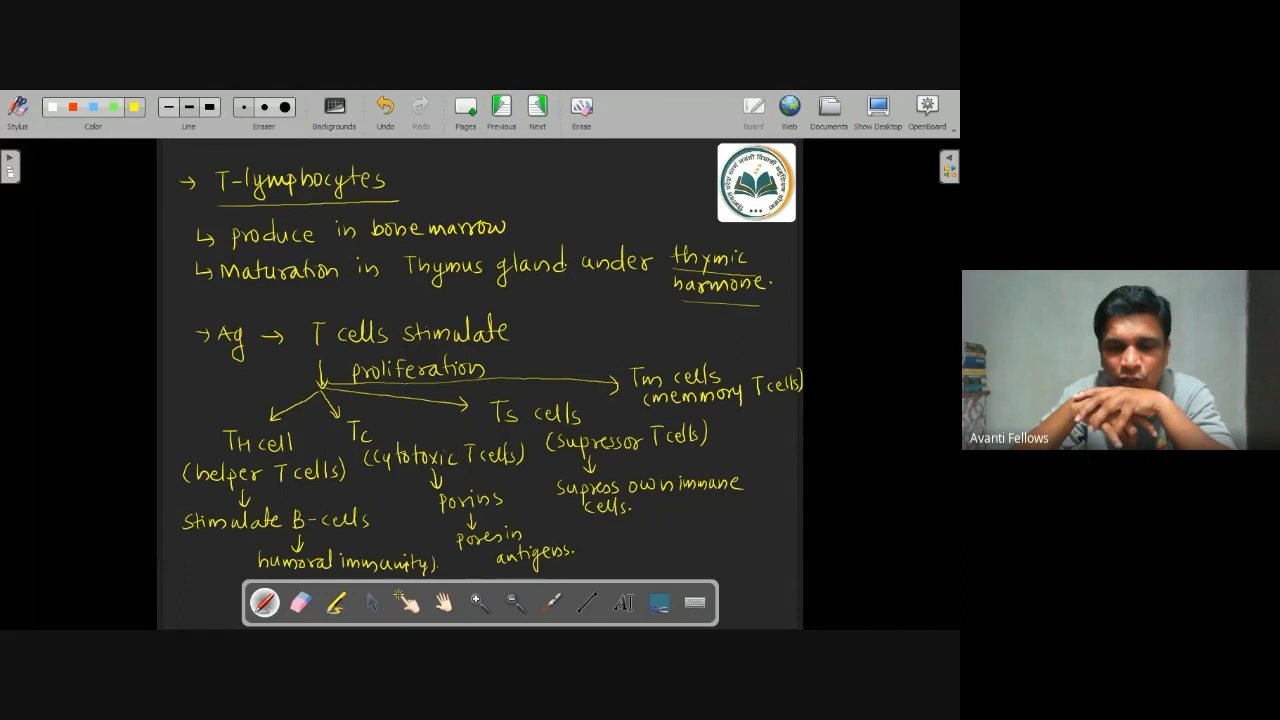 Stylus Color Line Eraser Backgrounds Undo Redo Pages Previous Next Erase Board Web Documents Show Desktop OpenBoard
→ T-lymphocytes
↳ produce in bone marrow
↳ Maturation in Thymus gland under thymic
harmone.
→ Ag → T cells stimulate
proliferation
Tm cells
(memmory T cells)
Ts cells
(supressor T cells)
supress own immune
cells.
Tc
(cytotoxic T cells)
porins
pores in
antigens.
TH cell
(helper T cells)
stimulate B-cells
humoral immunity).
AI
Avanti Fellows